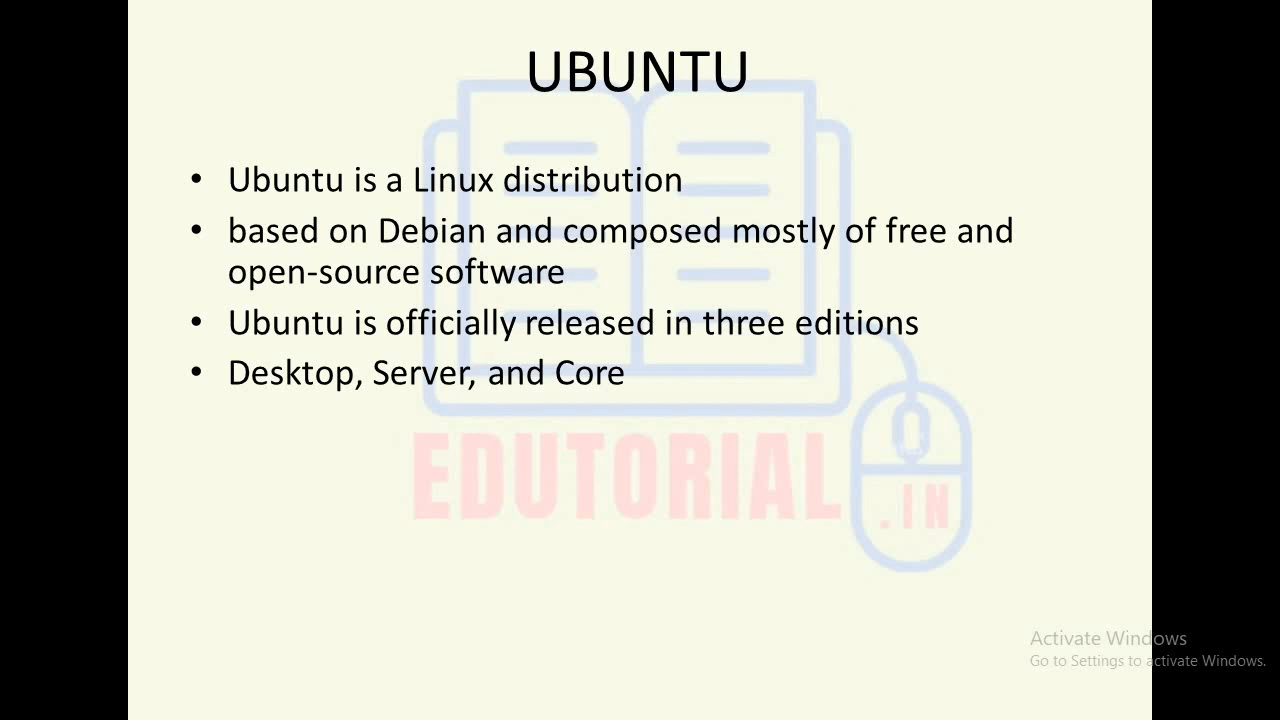 UBUNTU
• Ubuntu is a Linux distribution
• based on Debian and composed mostly of free and
open-source software
• Ubuntu is officially released in three editions
• Desktop, Server, and Core
EDUTORIAL
.IN
Activate Windows
Go to Settings to activate Windows.